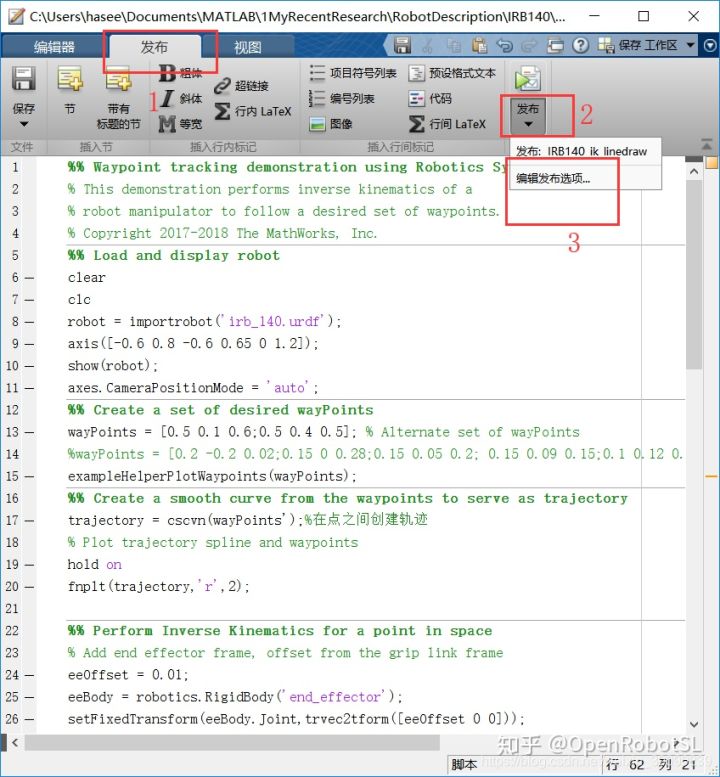 C:\Users\hasee\Documents\MATLAB\1MyRecentResearch\RobotDescription\IRB140\...
编辑器 发布 视图 保存 工作区
保存 节 带有 标题的节
B 粗体
I 斜体
M 等宽
超链接
Σ 行内 LaTeX
项目符号列表
编号列表
图像
预设格式文本
代码
Σ 行间 LaTeX
发布
1
2
3
文件 插入节 插入行内标记 插入行间标记
发布: IRB140_ik_linedraw
编辑发布选项...
1 %% Waypoint tracking demonstration using Robotics Sy
2 % This demonstration performs inverse kinematics of a
3 % robot manipulator to follow a desired set of waypoints.
4 % Copyright 2017-2018 The MathWorks, Inc.
5 %% Load and display robot
6 — clear
7 — clc
8 — robot = importrobot('irb_140.urdf');
9 — axis([-0.6 0.8 -0.6 0.65 0 1.2]);
10 — show(robot);
11 — axes.CameraPositionMode = 'auto';
12 %% Create a set of desired wayPoints
13 — wayPoints = [0.5 0.1 0.6;0.5 0.4 0.5]; % Alternate set of wayPoints
14 %wayPoints = [0.2 -0.2 0.02;0.15 0 0.28;0.15 0.05 0.2; 0.15 0.09 0.15;0.1 0.12 0.
15 — exampleHelperPlotWaypoints(wayPoints);
16 %% Create a smooth curve from the waypoints to serve as trajectory
17 — trajectory = cscvn(wayPoints');%在点之间创建轨迹
18 % Plot trajectory spline and waypoints
19 — hold on
20 — fnplt(trajectory,'r',2);
21
22 %% Perform Inverse Kinematics for a point in space
23 % Add end effector frame, offset from the grip link frame
24 — eeOffset = 0.01;
25 — eeBody = robotics.RigidBody('end_effector');
26 — setFixedTransform(eeBody.Joint,trvec2tform([eeOffset 0 0]));
知乎 @OpenRobotSL
脚本 行 62 列 21